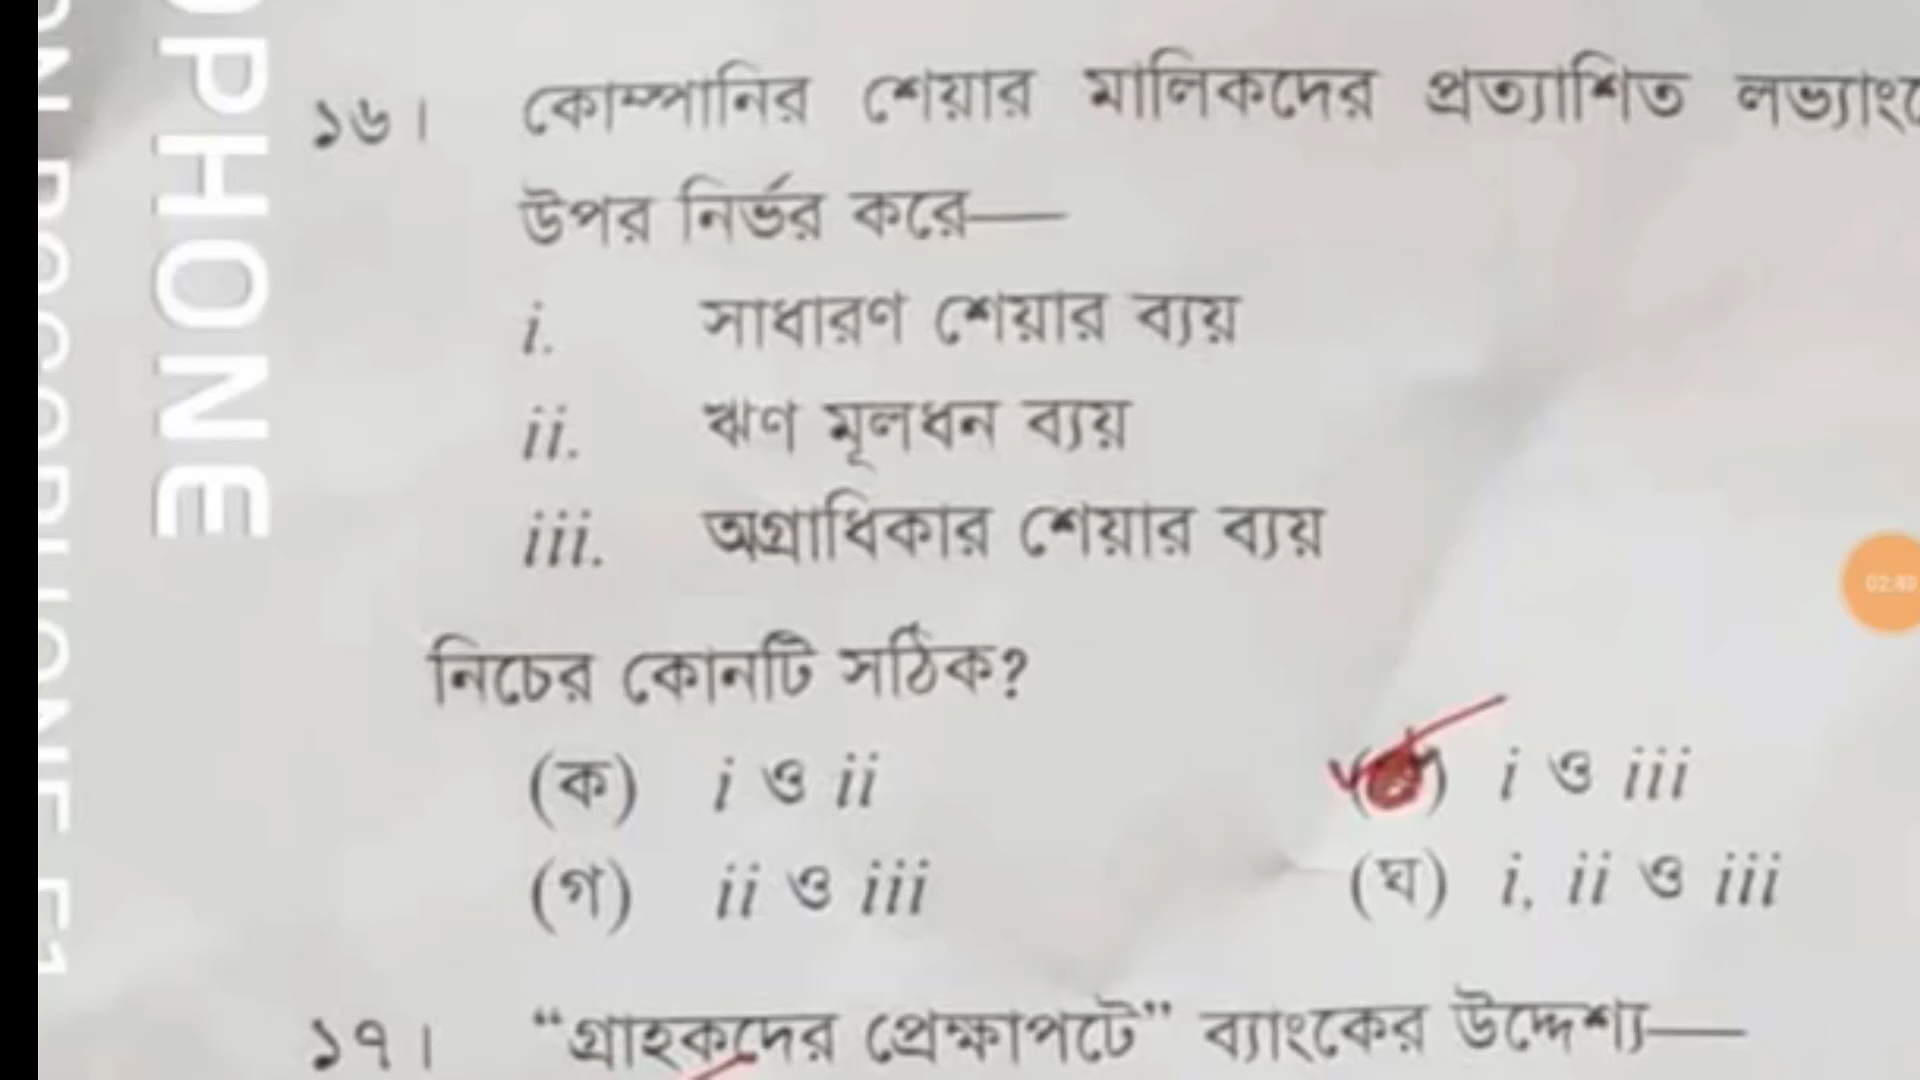 PHONE
১৬। কোম্পানির শেয়ার মালিকদের প্রত্যাশিত
উপর নির্ভর করে—
i. সাধারণ শেয়ার ব্যয়
ii. ঋণ মূলধন ব্যয়
iii. অগ্রাধিকার শেয়ার ব্যয়
নিচের কোনটি সঠিক?
(ক) i ও ii
i ও iii
(গ) ii ও iii
(ঘ) i, ii ও iii
১৭। “গ্রাহকদের প্রেক্ষাপটে” ব্যাংকের উদ্দেশ্য—